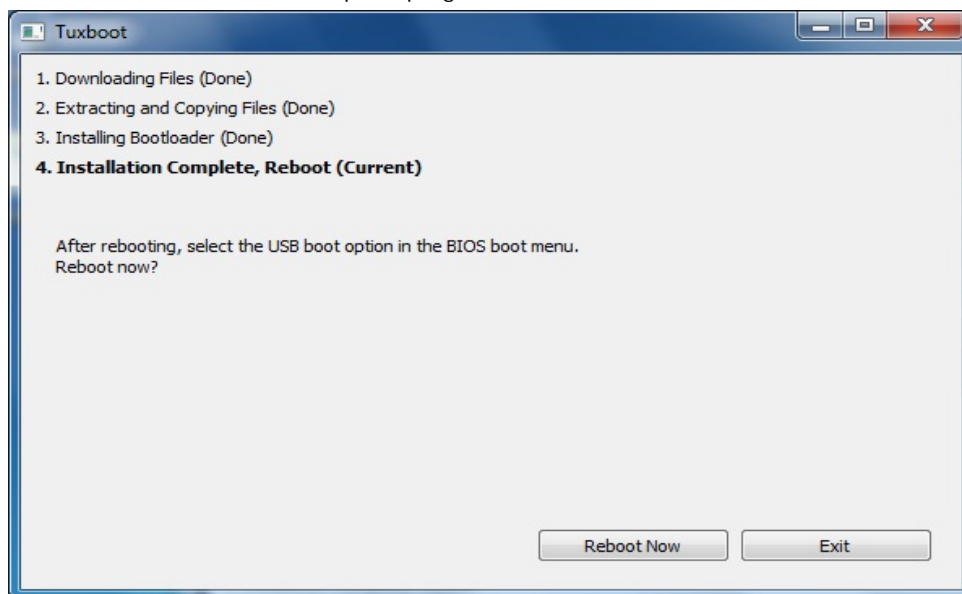 Tuxboot
1. Downloading Files (Done)
2. Extracting and Copying Files (Done)
3. Installing Bootloader (Done)
4. Installation Complete, Reboot (Current)
After rebooting, select the USB boot option in the BIOS boot menu.
Reboot now?
Reboot Now
Exit